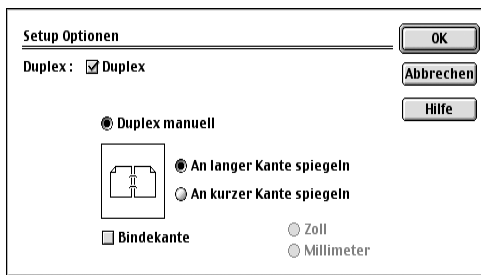 Setup Optionen
OK
Duplex : Duplex
Abbrechen
Hilfe
Duplex manuell
An langer Kante spiegeln
An kurzer Kante spiegeln
Bindekante
Zoll
Millimeter